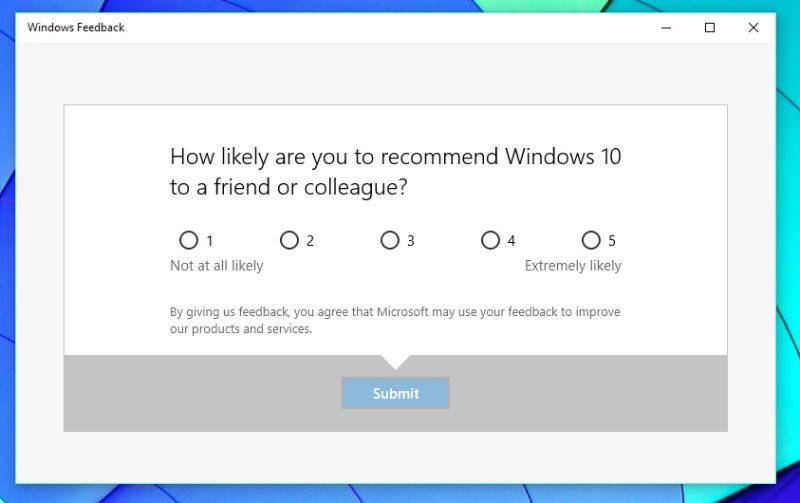 Windows Feedback
How likely are you to recommend Windows 10
to a friend or colleague?
1 2 3 4 5
Not at all likely Extremely likely
By giving us feedback, you agree that Microsoft may use your feedback to improve
our products and services.
Submit